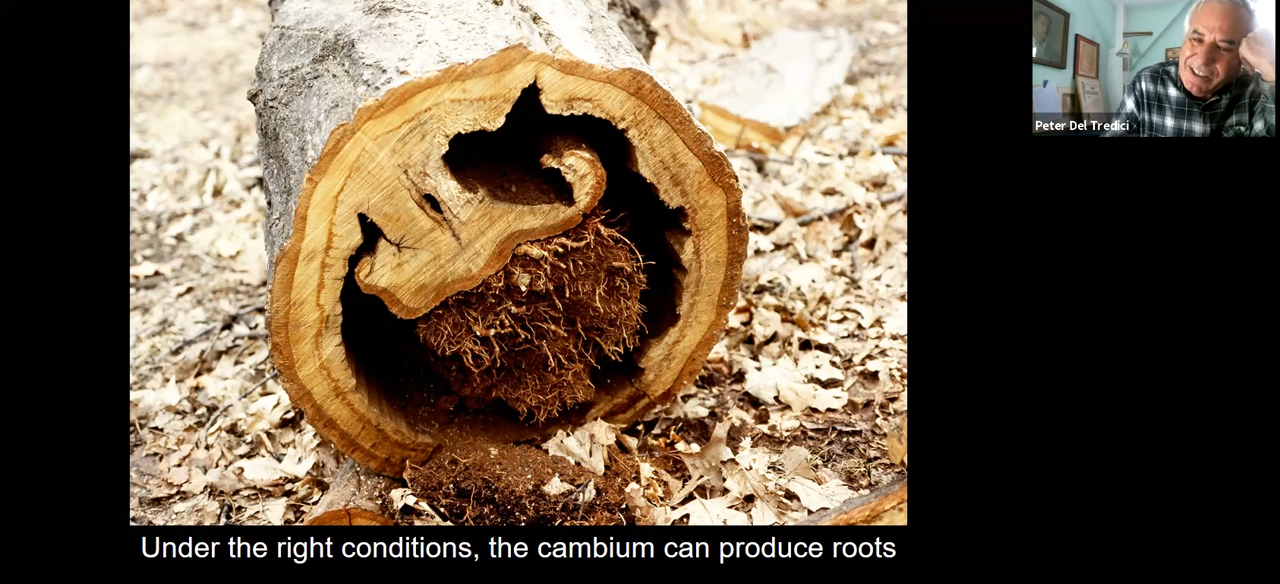 Peter Del Tredici
Under the right conditions, the cambium can produce roots